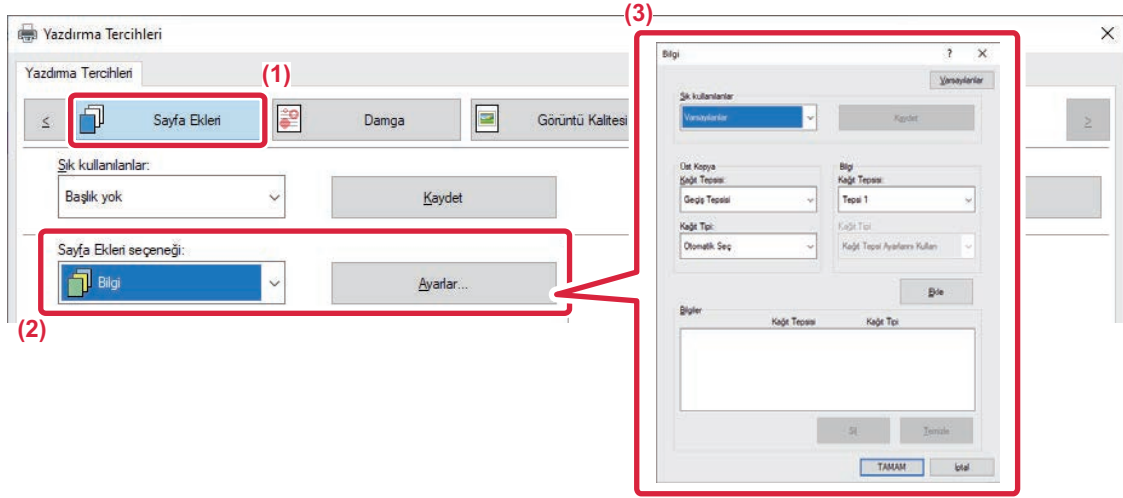 (3)
Yazdırma Tercihleri
Yazdırma Tercihleri
(1)
Sayfa Ekleri
Damga
Görüntü Kalitesi
Sık kullanılanlar:
Başlık yok
Kaydet
Sayfa Ekleri seçeneği:
Bilgi
Ayarlar...
(2)
Bilgi
?
Varsayılanlar
Sık kullanılanlar
Varsayılanlar
Kaydet
Üst Kopya
Kağıt Tepsisi:
Geçiş Tepsisi
Kağıt Tipi:
Otomatik Seç
Bilgi
Kağıt Tepsisi:
Tepsi 1
Kağıt Tipi:
Kağıt Tepsi Ayarlarını Kullan
Ekle
Bilgiler
Kağıt Tepsisi Kağıt Tipi
Sil
Temizle
TAMAM
İptal